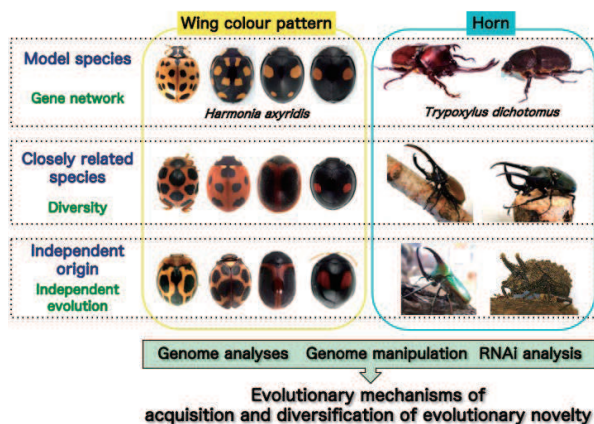 Wing colour pattern
Horn
Model species
Gene network
Harmonia axyridis
Trypoxylus dichotomus
Closely related
species
Diversity
Independent
origin
Independent
evolution
Genome analyses Genome manipulation RNAi analysis
Evolutionary mechanisms of
acquisition and diversification of evolutionary novelty